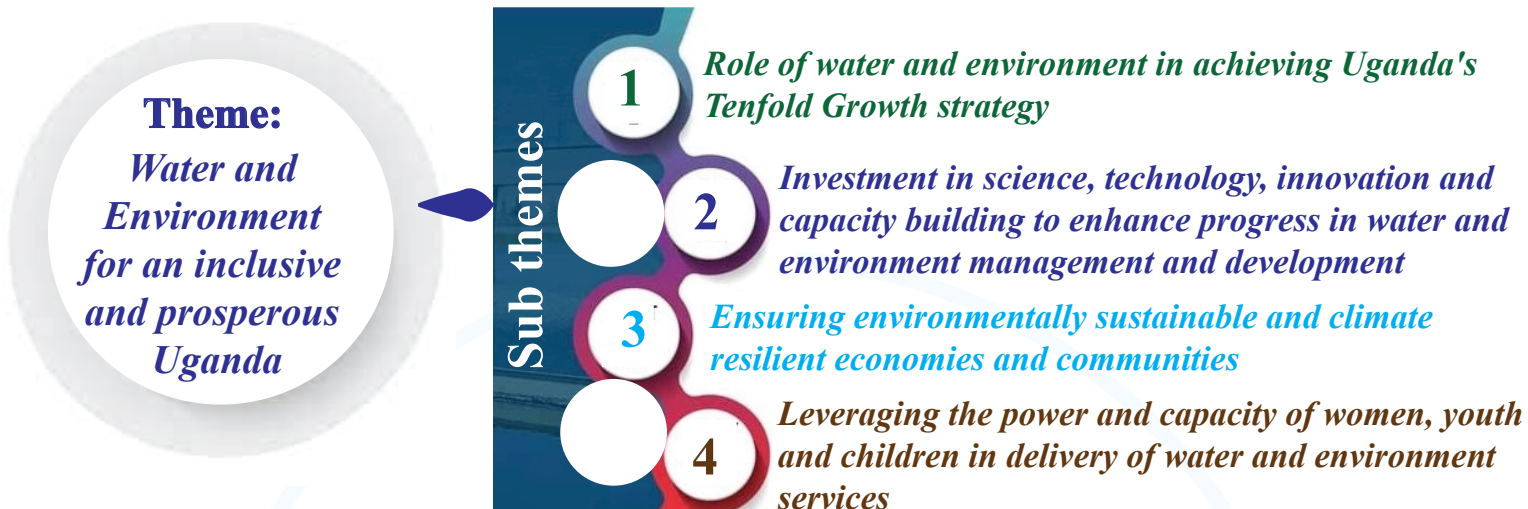 Theme:
Water and
Environment
for an inclusive
and prosperous
Uganda
Sub themes
1
Role of water and environment in achieving Uganda's
Tenfold Growth strategy
2
Investment in science, technology, innovation and
capacity building to enhance progress in water and
environment management and development
3
Ensuring environmentally sustainable and climate
resilient economies and communities
4
Leveraging the power and capacity of women, youth
and children in delivery of water and environment
services